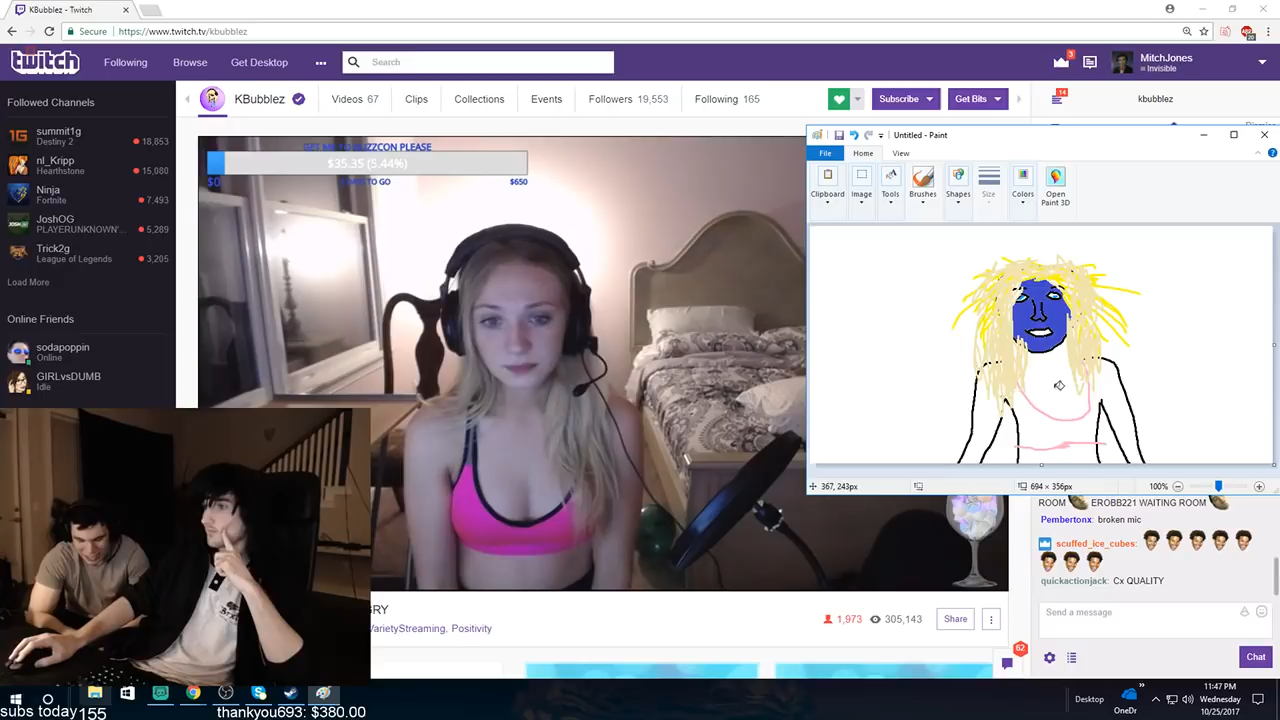 KBubblez - Twitch
Secure
https://www.twitch.tv/kbubblez
twitch
Following
Browse
Get Desktop
Search
3
MitchJones
Invisible
Followed Channels
summit1g
Destiny 2
18,853
nl_Kripp
Hearthstone
15,080
Ninja
Fortnite
7,493
JoshOG
PLAYERUNKNOWN'...
5,289
Trick2g
League of Legends
3,205
Load More
Online Friends
sodapoppin
Online
GIRLvsDUMB
Idle
KBubblez
Videos 67
Clips
Collections
Events
Followers 19,553
Following 165
Subscribe
Get Bits
14
kbubblez
$35.35 (5.44%)
$0
$650
Untitled - Paint
File
Home
View
Clipboard
Image
Tools
Brushes
Shapes
Size
Colors
Open
Paint 3D
367, 243px
694 × 356px
100%
ROOM EROBB221 WAITING ROOM
Pembertonx: broken mic
scuffed_ice_cubes:
quickactionjack: Cx QUALITY
Send a message
Chat
62
GRY
VarietyStreaming, Positivity
1,973
305,143
Share
subs today 155
thankyou693: $380.00
Desktop
OneDr
11:47 PM
Wednesday
10/25/2017